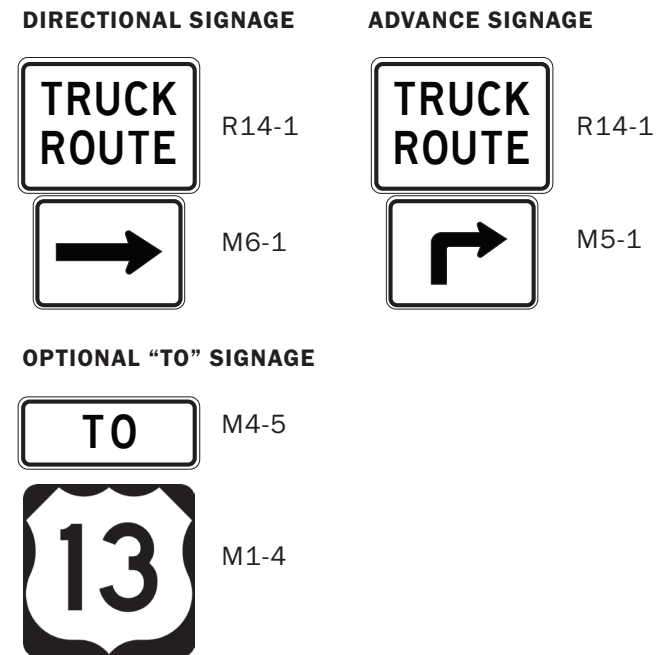 DIRECTIONAL SIGNAGE
TRUCK
ROUTE
R14-1
M6-1
ADVANCE SIGNAGE
TRUCK
ROUTE
R14-1
M5-1
OPTIONAL “TO” SIGNAGE
TO
M4-5
13
M1-4